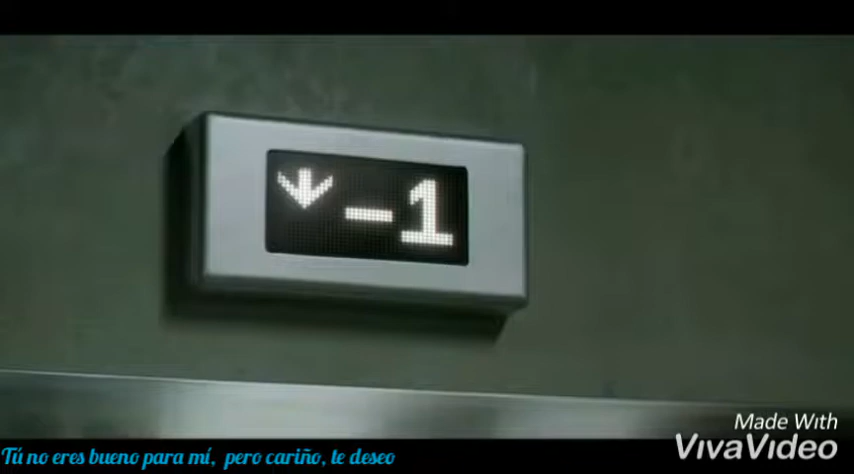 ↓ -1
Made With
VivaVideo
Tú no eres bueno para mí, pero cariño, te deseo